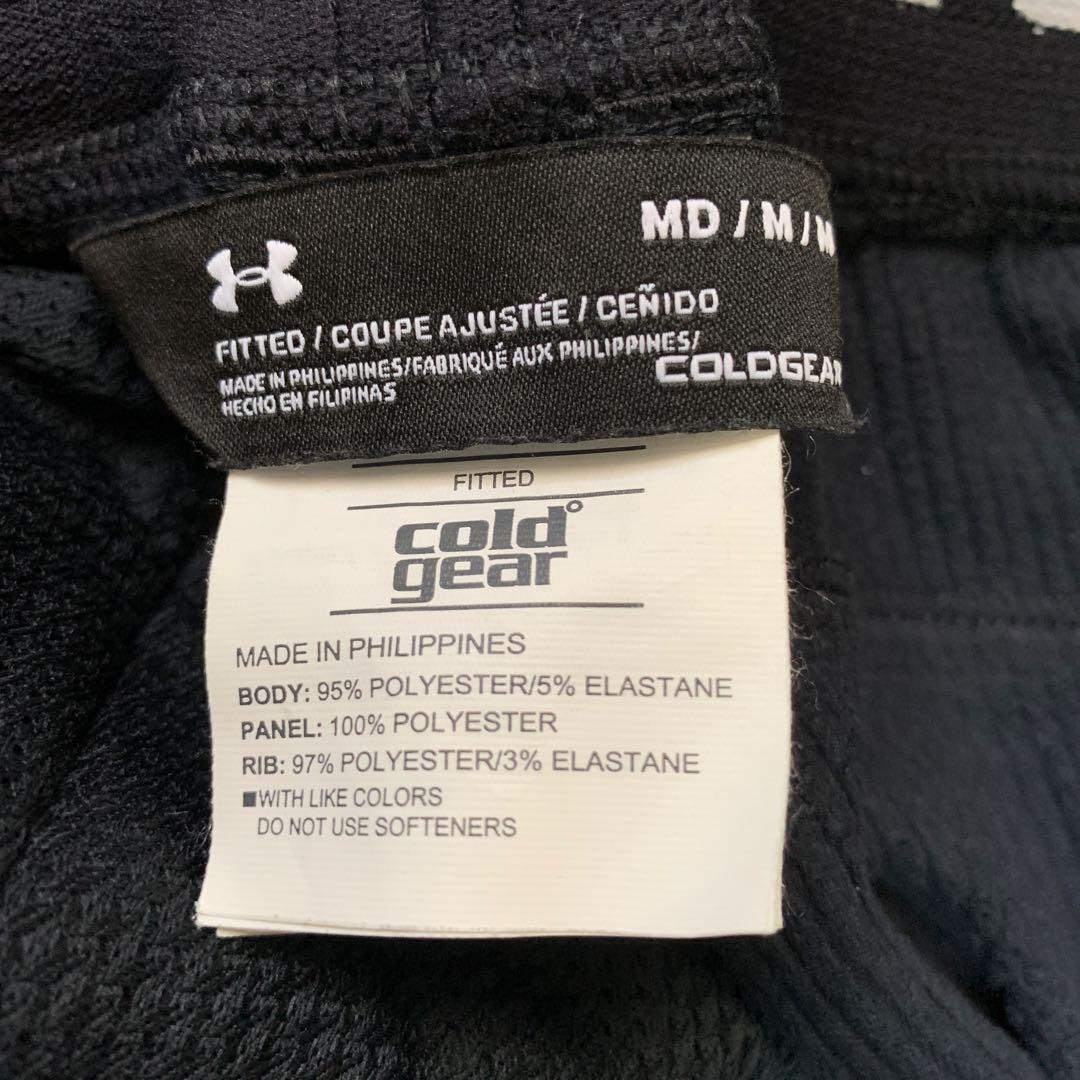 MD / M / M
FITTED / COUPE AJUSTÉE / CEÑIDO
MADE IN PHILIPPINES/FABRIQUÉ AUX PHILIPPINES/
HECHO EN FILIPINAS
COLDGEAR
FITTED
cold°
gear
MADE IN PHILIPPINES
BODY: 95% POLYESTER/5% ELASTANE
PANEL: 100% POLYESTER
RIB: 97% POLYESTER/3% ELASTANE
■WITH LIKE COLORS
DO NOT USE SOFTENERS